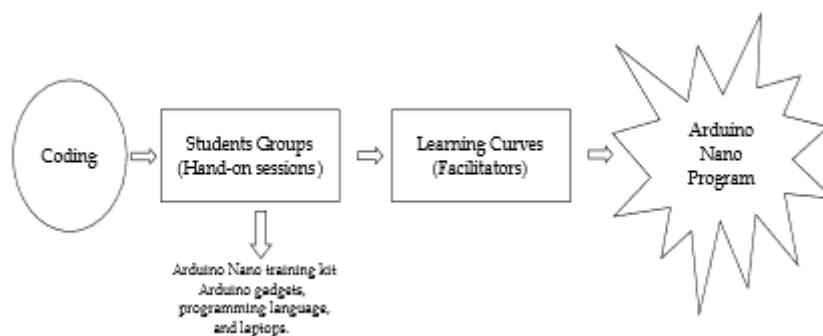 Coding
Students Groups
(Hand-on sessions)
Learning Curves
(Facilitators)
Arduino
Nano
Program
Arduino Nano training kit
Arduino gadgets,
programming language,
and laptops.